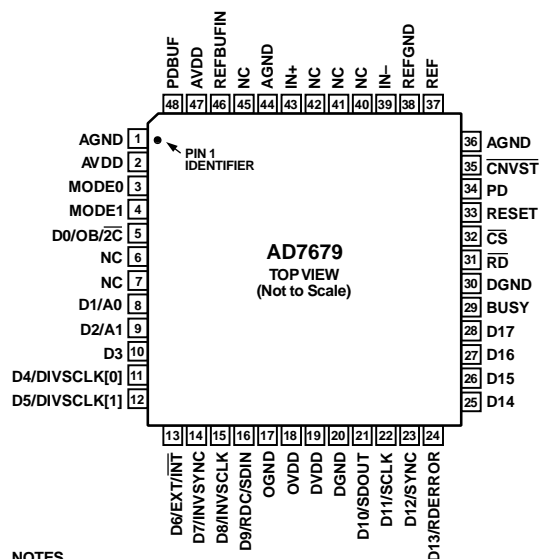 PDBUF
AVDD
REFBUFIN
NC
AGND
IN+
NC
NC
NC
IN–
REFGND
REF
48 47 46 45 44 43 42 41 40 39 38 37
AGND 1
AVDD 2
MODE0 3
MODE1 4
D0/OB/2C 5
NC 6
NC 7
D1/A0 8
D2/A1 9
D3 10
D4/DIVSCLK[0] 11
D5/DIVSCLK[1] 12
PIN 1
IDENTIFIER
AD7679
TOP VIEW
(Not to Scale)
36 AGND
35 CNVST
34 PD
33 RESET
32 CS
31 RD
30 DGND
29 BUSY
28 D17
27 D16
26 D15
25 D14
13 14 15 16 17 18 19 20 21 22 23 24
D6/EXT/INT
D7/INVSYNC
D8/INVSCLK
D9/RDC/SDIN
OGND
OVDD
DVDD
DGND
D10/SDOUT
D11/SCLK
D12/SYNC
D13/RDERROR
NOTES